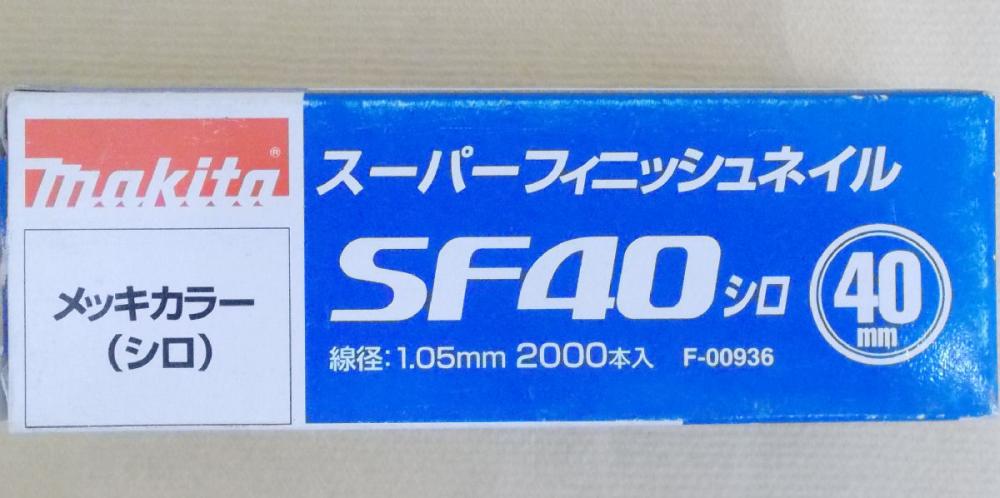 makita®
メッキカラー
(シロ)
スーパーフィニッシュネイル
SF40シロ
40
mm
線径:1.05mm 2000本入 F-00936